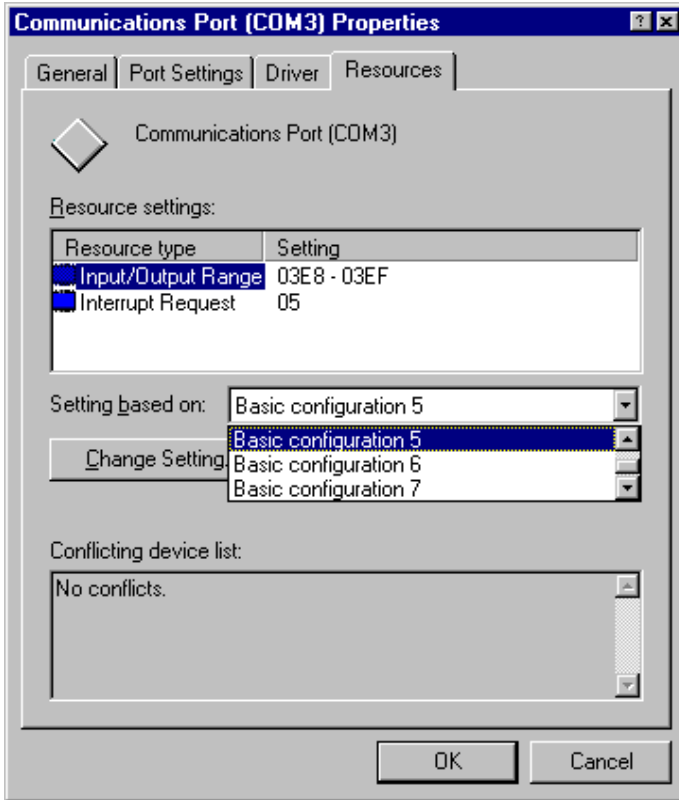 Communications Port (COM3) Properties
General Port Settings Driver Resources
Communications Port (COM3)
Resource settings:
Resource type Setting
Input/Output Range 03E8 - 03EF
Interrupt Request 05
Setting based on: Basic configuration 5
Basic configuration 5
Change Setting. Basic configuration 6
Basic configuration 7
Conflicting device list:
No conflicts.
OK Cancel